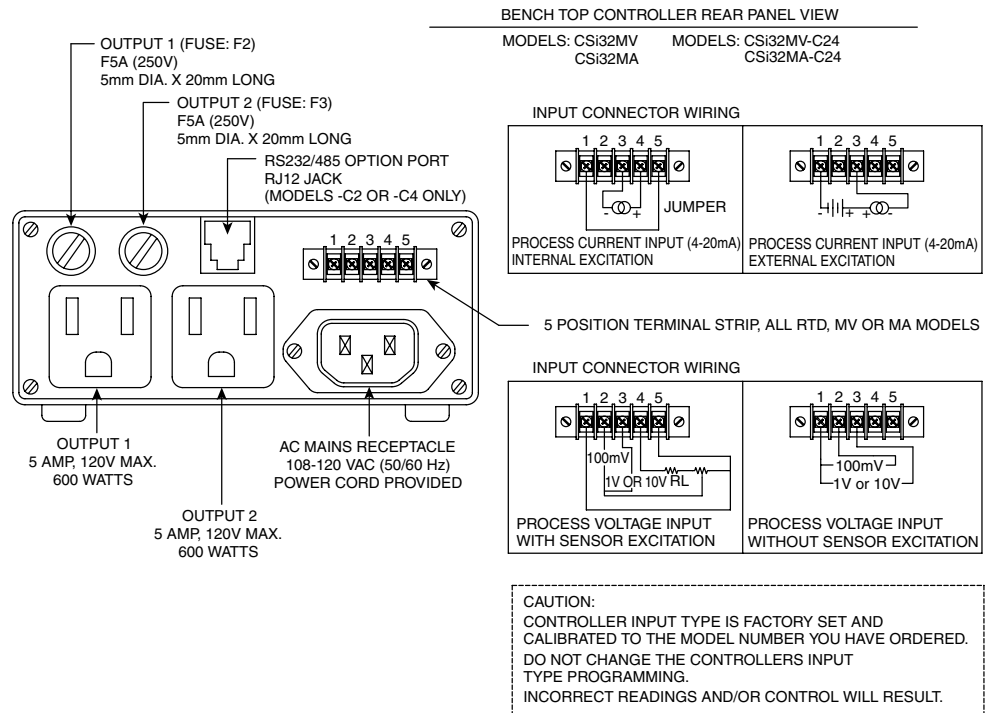 BENCH TOP CONTROLLER REAR PANEL VIEW
MODELS: CSi32MV
CSi32MA
MODELS: CSi32MV-C24
CSi32MA-C24
OUTPUT 1 (FUSE: F2)
F5A (250V)
5mm DIA. X 20mm LONG
OUTPUT 2 (FUSE: F3)
F5A (250V)
5mm DIA. X 20mm LONG
RS232/485 OPTION PORT
RJ12 JACK
(MODELS -C2 OR -C4 ONLY)
1 2 3 4 5
OUTPUT 1
5 AMP, 120V MAX.
600 WATTS
OUTPUT 2
5 AMP, 120V MAX.
600 WATTS
AC MAINS RECEPTACLE
108-120 VAC (50/60 Hz)
POWER CORD PROVIDED
INPUT CONNECTOR WIRING
1 2 3 4 5
- +
JUMPER
PROCESS CURRENT INPUT (4-20mA)
INTERNAL EXCITATION
1 2 3 4 5
- + + -
PROCESS CURRENT INPUT (4-20mA)
EXTERNAL EXCITATION
5 POSITION TERMINAL STRIP, ALL RTD, MV OR MA MODELS
INPUT CONNECTOR WIRING
1 2 3 4 5
100mV
1V OR 10V RL
PROCESS VOLTAGE INPUT
WITH SENSOR EXCITATION
1 2 3 4 5
100mV
1V or 10V
PROCESS VOLTAGE INPUT
WITHOUT SENSOR EXCITATION
CAUTION:
CONTROLLER INPUT TYPE IS FACTORY SET AND
CALIBRATED TO THE MODEL NUMBER YOU HAVE ORDERED.
DO NOT CHANGE THE CONTROLLERS INPUT
TYPE PROGRAMMING.
INCORRECT READINGS AND/OR CONTROL WILL RESULT.